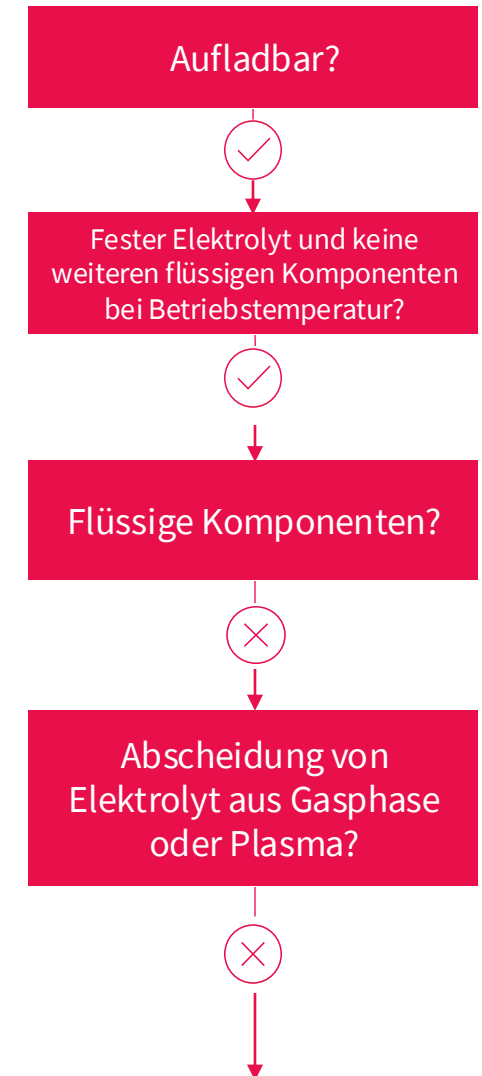 Aufladbar?
Fester Elektrolyt und keine
weiteren flüssigen Komponenten
bei Betriebstemperatur?
Flüssige Komponenten?
Abscheidung von
Elektrolyt aus Gasphase
oder Plasma?